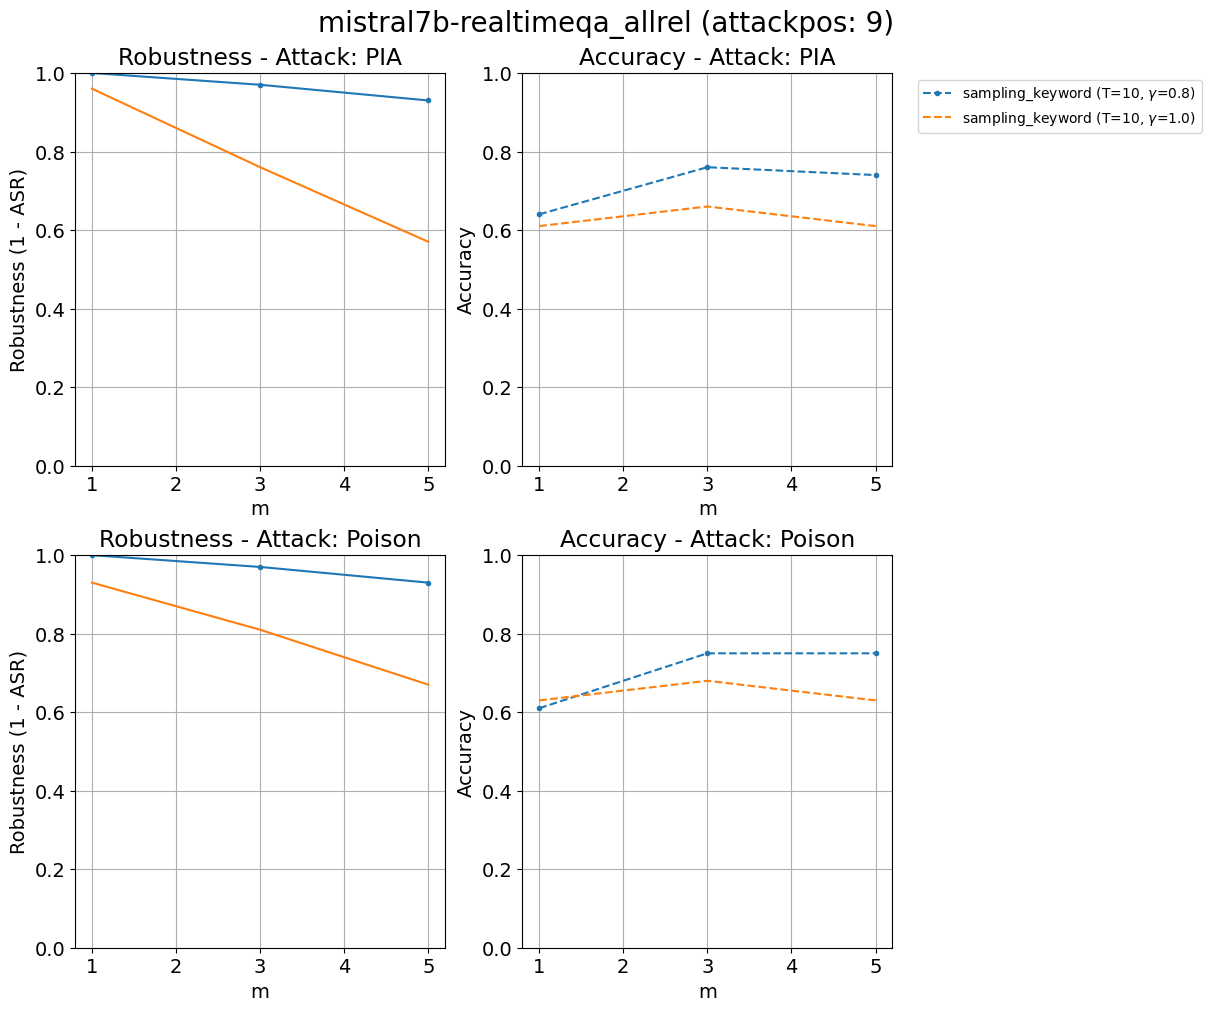 mistral7b-realtimeqa_allrel (attackpos: 9)
Robustness - Attack: PIA
1.0
0.8
0.6
0.4
0.2
0.0
Robustness (1 - ASR)
1 2 3 4 5
m
Accuracy - Attack: PIA
1.0
0.8
0.6
0.4
0.2
0.0
Accuracy
1 2 3 4 5
m
sampling_keyword (T=10, γ=0.8)
sampling_keyword (T=10, γ=1.0)
Robustness - Attack: Poison
1.0
0.8
0.6
0.4
0.2
0.0
Robustness (1 - ASR)
1 2 3 4 5
m
Accuracy - Attack: Poison
1.0
0.8
0.6
0.4
0.2
0.0
Accuracy
1 2 3 4 5
m